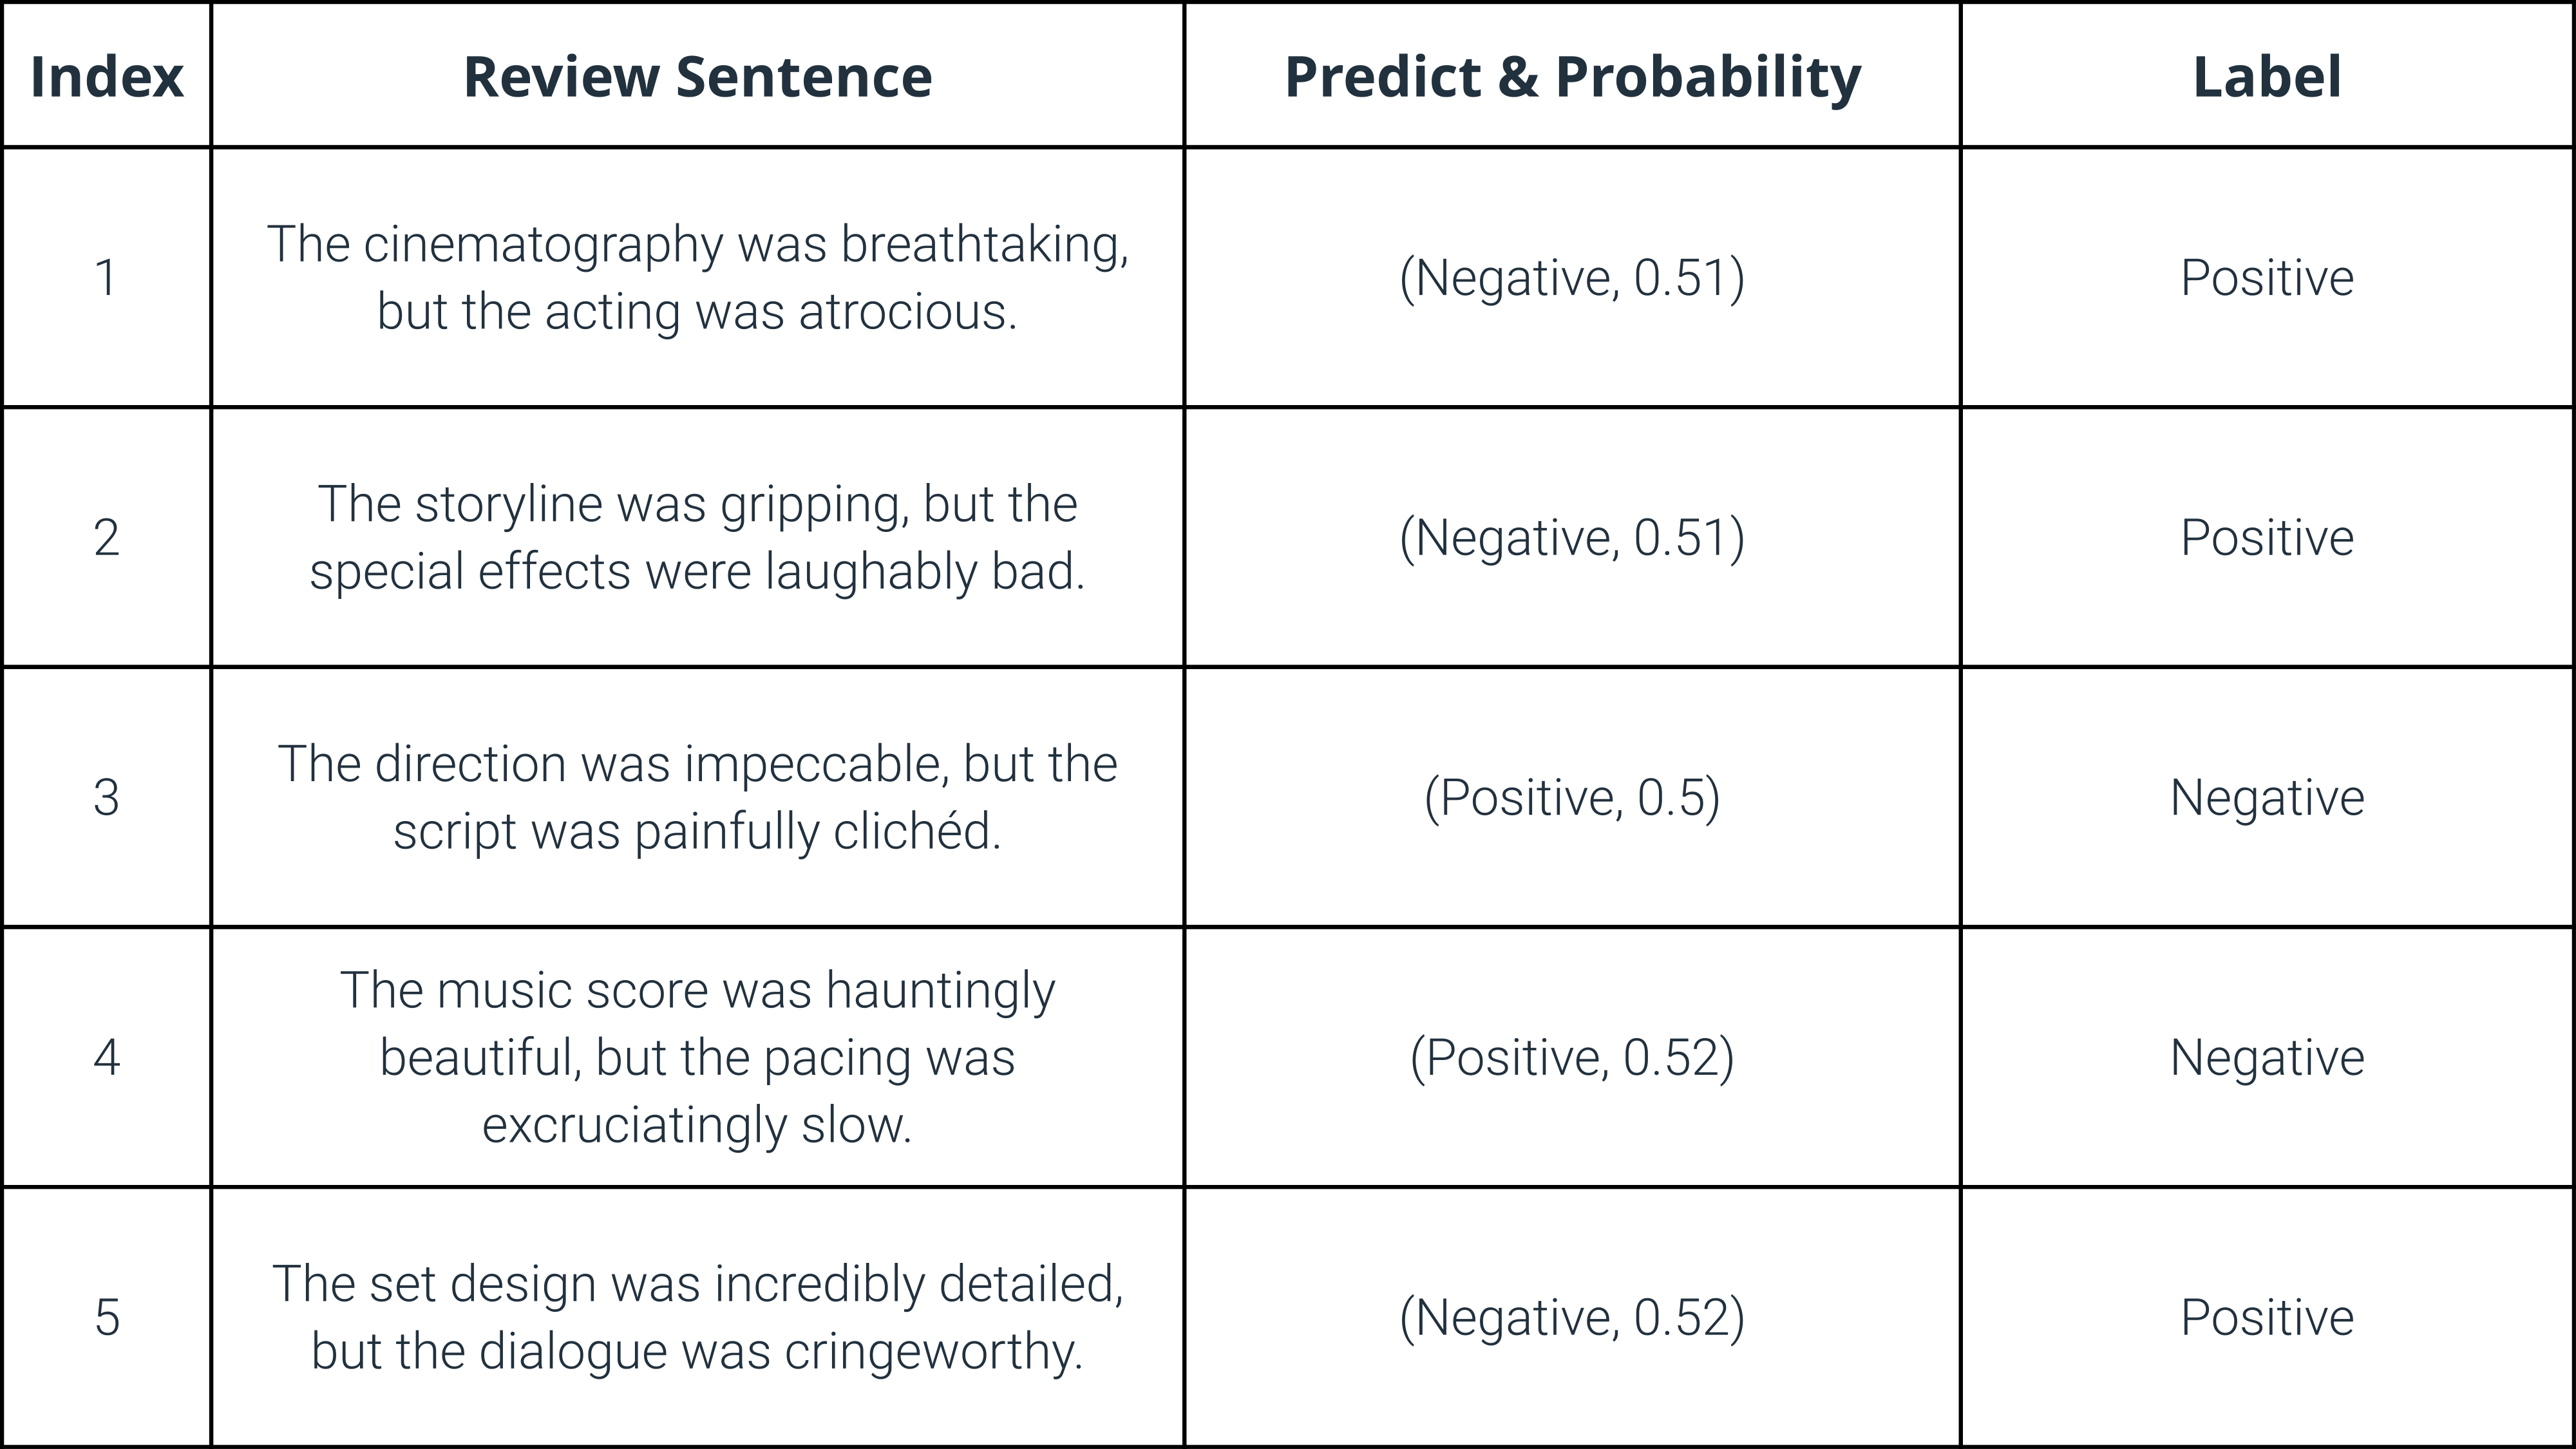 Index Review Sentence Predict & Probability Label
1
The cinematography was breathtaking,
but the acting was atrocious.
(Negative, 0.51)
Positive
2
The storyline was gripping, but the
special effects were laughably bad.
(Negative, 0.51)
Positive
3
The direction was impeccable, but the
script was painfully clichéd.
(Positive, 0.5)
Negative
4
The music score was hauntingly
beautiful, but the pacing was
excruciatingly slow.
(Positive, 0.52)
Negative
5
The set design was incredibly detailed,
but the dialogue was cringeworthy.
(Negative, 0.52)
Positive